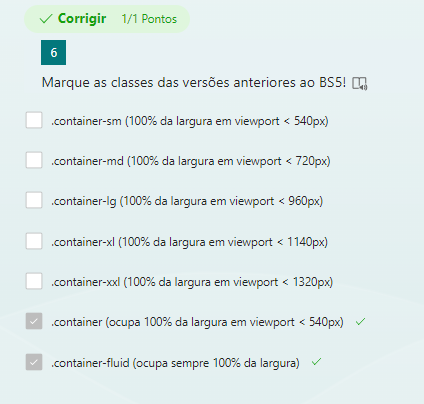 Corrigir 1/1 Pontos
6
Marque as classes das versões anteriores ao BS5!
.container-sm (100% da largura em viewport < 540px)
.container-md (100% da largura em viewport < 720px)
.container-lg (100% da largura em viewport < 960px)
.container-xl (100% da largura em viewport < 1140px)
.container-xxl (100% da largura em viewport < 1320px)
.container (ocupa 100% da largura em viewport < 540px)
.container-fluid (ocupa sempre 100% da largura)